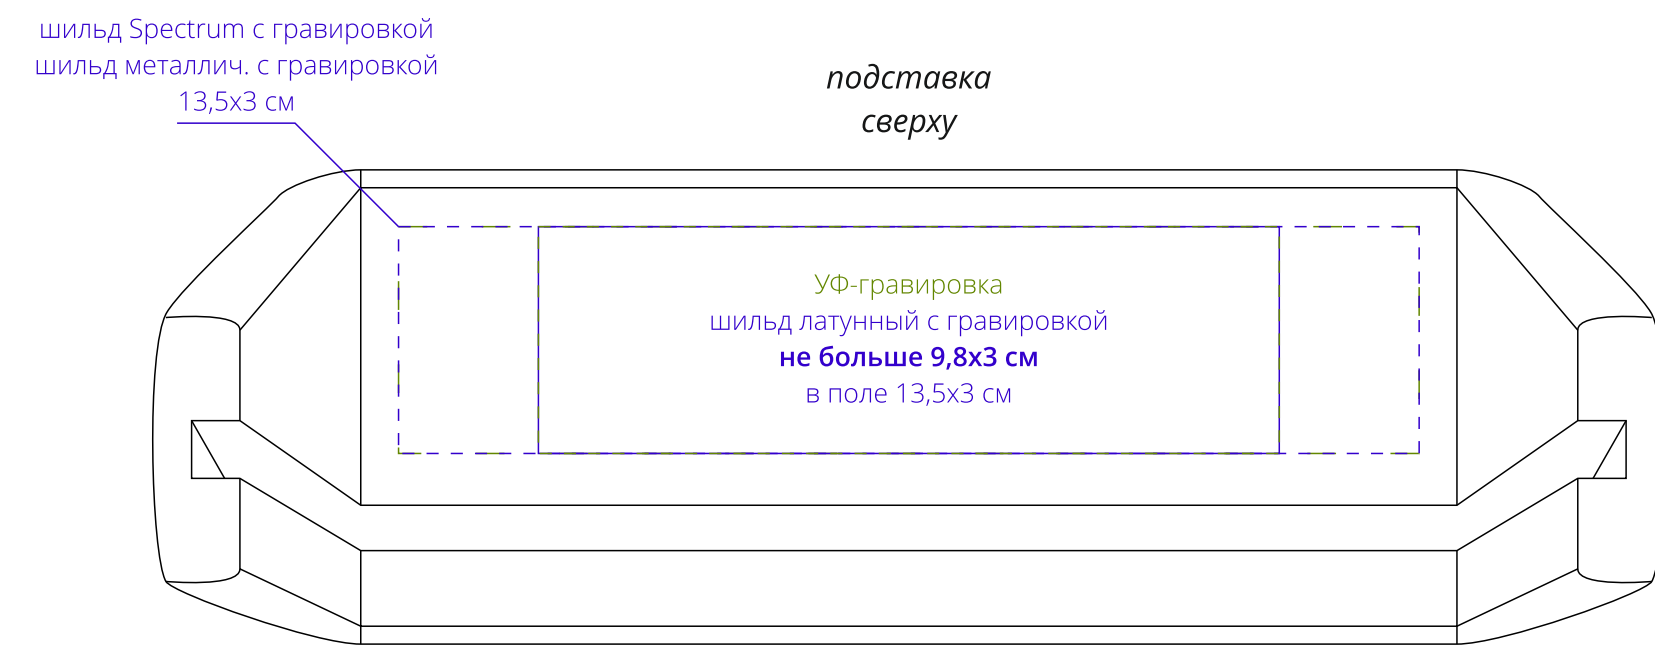 шильд Spectrum с гравировкой
шильд металлич. с гравировкой
13,5х3 см
подставка
сверху
УФ-гравировка
шильд латунный с гравировкой
не больше 9,8х3 см
в поле 13,5х3 см